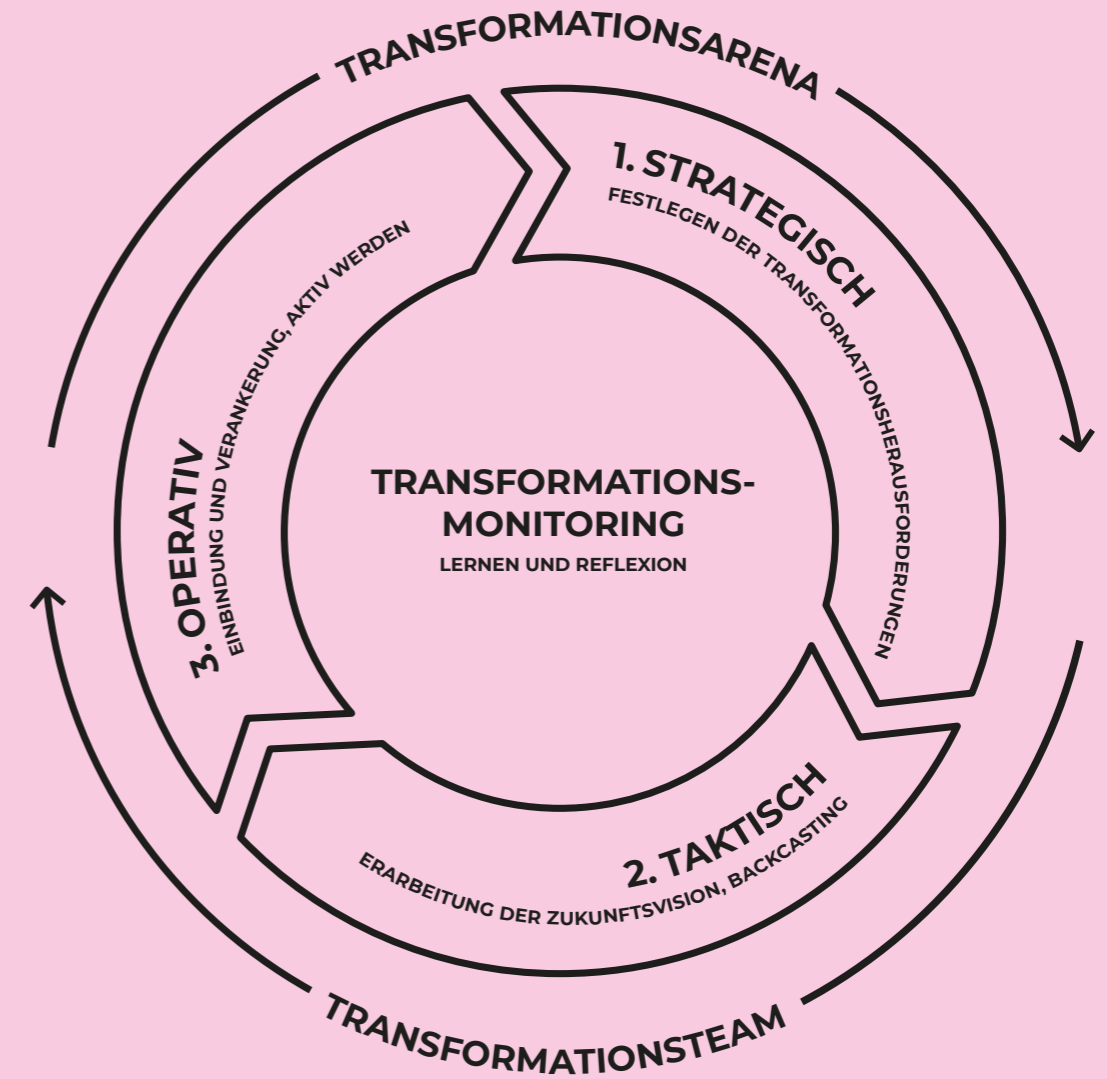 TRANSFORMATIONSARENA
1. STRATEGISCH
FESTLEGEN DER TRANSFORMATIONSHERAUSFORDERUNGEN
2. TAKTISCH
ERARBEITUNG DER ZUKUNFTSVISION, BACKCASTING
3. OPERATIV
EINBINDUNG UND VERANKERUNG, AKTIV WERDEN
TRANSFORMATIONS-
MONITORING
LERNEN UND REFLEXION
TRANSFORMATIONSTEAM